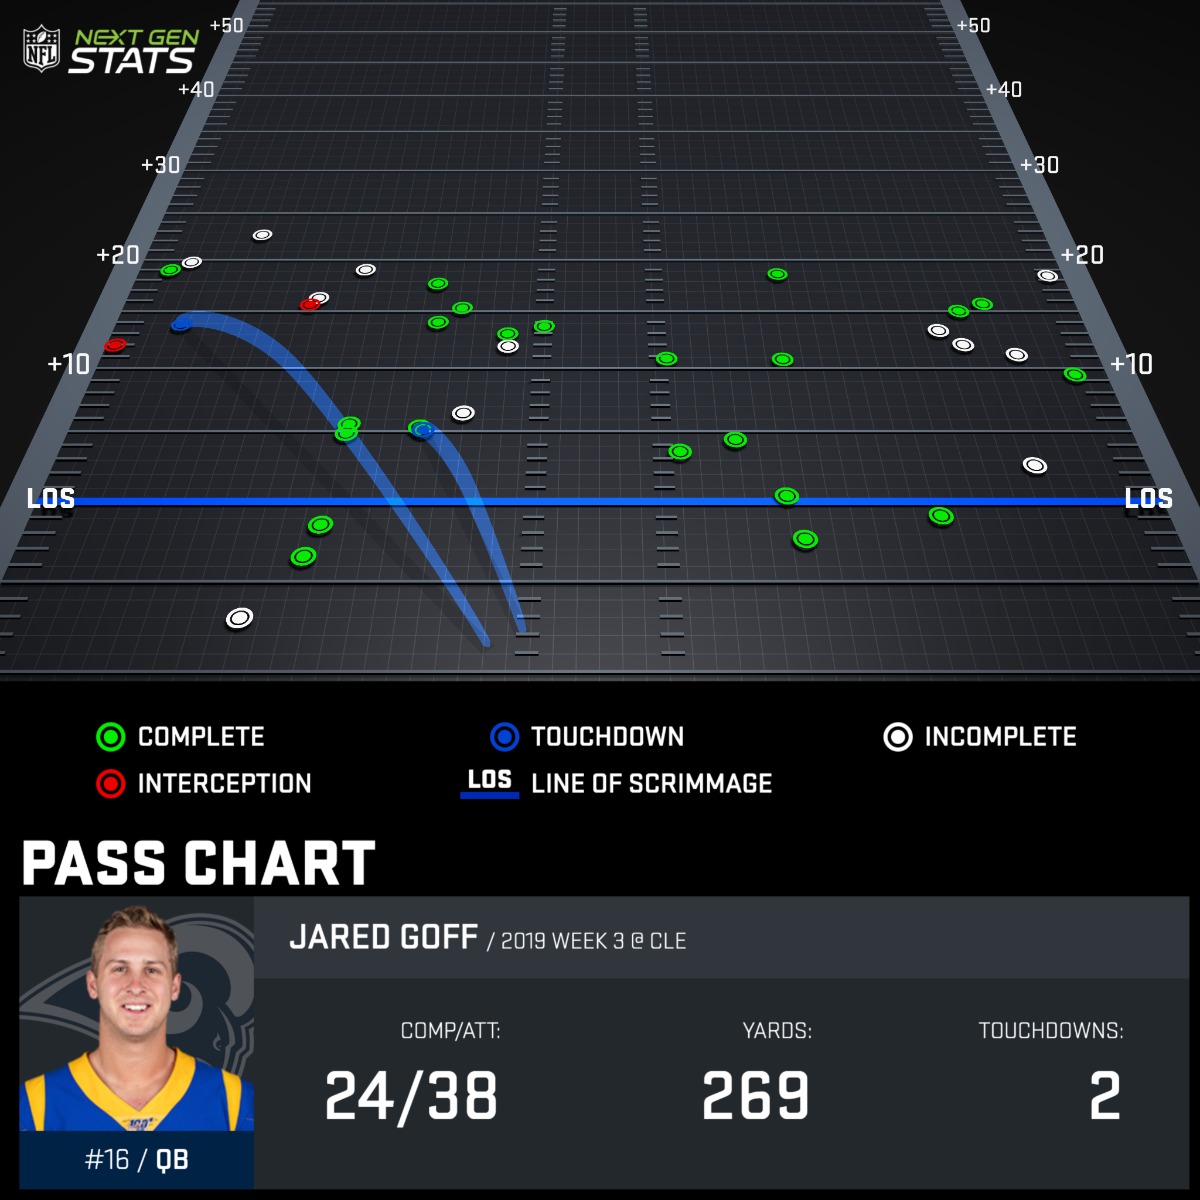 NFL
NEXT GEN
STATS
+50 +50
+40 +40
+30 +30
+20 +20
+10 +10
LOS LOS
COMPLETE TOUCHDOWN INCOMPLETE
INTERCEPTION LOS LINE OF SCRIMMAGE
PASS CHART
JARED GOFF / 2019 WEEK 3 @ CLE
COMP/ATT: YARDS: TOUCHDOWNS:
24/38 269 2
#16 / QB